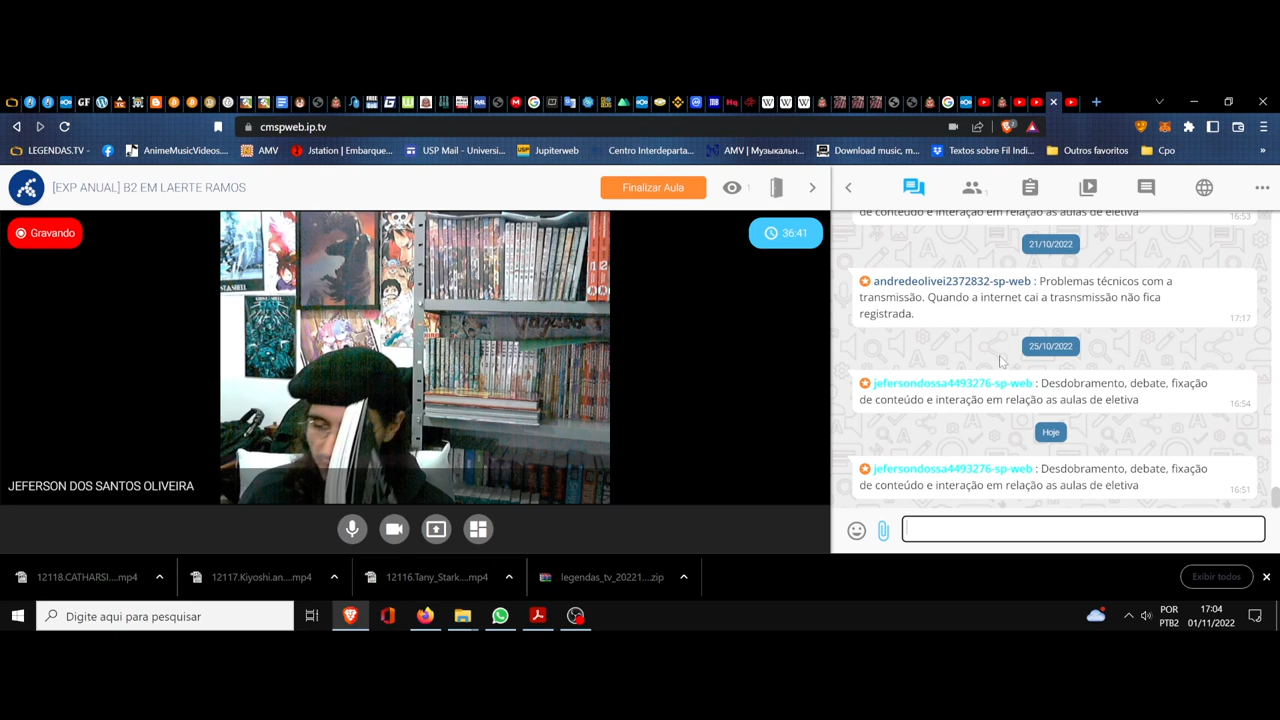 cmspweb.ip.tv
2
LEGENDAS.TV -
AnimeMusicVideos...
AMV
Jstation | Embarque...
USP Mail - Universi...
Jupiterweb
Centro Interdeparta...
AMV | Музыкальн...
Download music, m...
Textos sobre Fil Indi...
Outros favoritos
Cpo
»
[EXP ANUAL] B2 EM LAERTE RAMOS
Finalizar Aula
1
1
Gravando
36:41
JEFERSON DOS SANTOS OLIVEIRA
de conteúdo e interação em relação as aulas de eletiva
16:53
21/10/2022
andredeolivei2372832-sp-web : Problemas técnicos com a
transmissão. Quando a internet cai a trasnsmissão não fica
registrada.
17:17
25/10/2022
jefersondossa4493276-sp-web : Desdobramento, debate, fixação
de conteúdo e interação em relação as aulas de eletiva
16:54
Hoje
jefersondossa4493276-sp-web : Desdobramento, debate, fixação
de conteúdo e interação em relação as aulas de eletiva
16:51
12118.CATHARSI....mp4
12117.Kiyoshi.an....mp4
12116.Tany_Stark....mp4
legendas_tv_20221....zip
Exibir todos
Digite aqui para pesquisar
POR
PTB2
17:04
01/11/2022